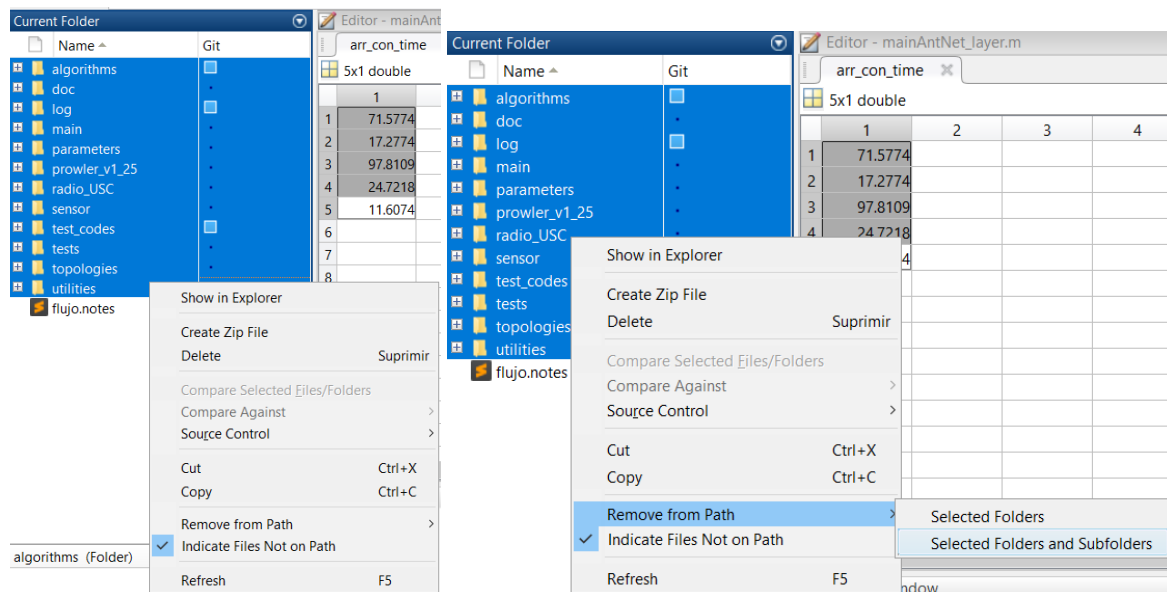 Current Folder
Name
Git
algorithms
doc
log
main
parameters
prowler_v1_25
radio_USC
sensor
test_codes
tests
topologies
utilities
flujo.notes
algorithms (Folder)
Editor - mainAnt
arr_con_time
5x1 double
1
1 71.5774
2 17.2774
3 97.8109
4 24.7218
5 11.6074
6
7
8
Show in Explorer
Create Zip File
Delete Suprimir
Compare Selected Files/Folders
Compare Against
Source Control
Cut Ctrl+X
Copy Ctrl+C
Remove from Path
Indicate Files Not on Path
Refresh F5
Current Folder
Name
Git
algorithms
doc
log
main
parameters
prowler_v1_25
radio_USC
sensor
test_codes
tests
topologies
utilities
flujo.notes
Editor - mainAntNet_layer.m
arr_con_time
5x1 double
1 2 3 4
1 71.5774
2 17.2774
3 97.8109
4 24.7218
4
Show in Explorer
Create Zip File
Delete Suprimir
Compare Selected Files/Folders
Compare Against
Source Control
Cut Ctrl+X
Copy Ctrl+C
Remove from Path
Indicate Files Not on Path
Refresh F5
Selected Folders
Selected Folders and Subfolders
ndow